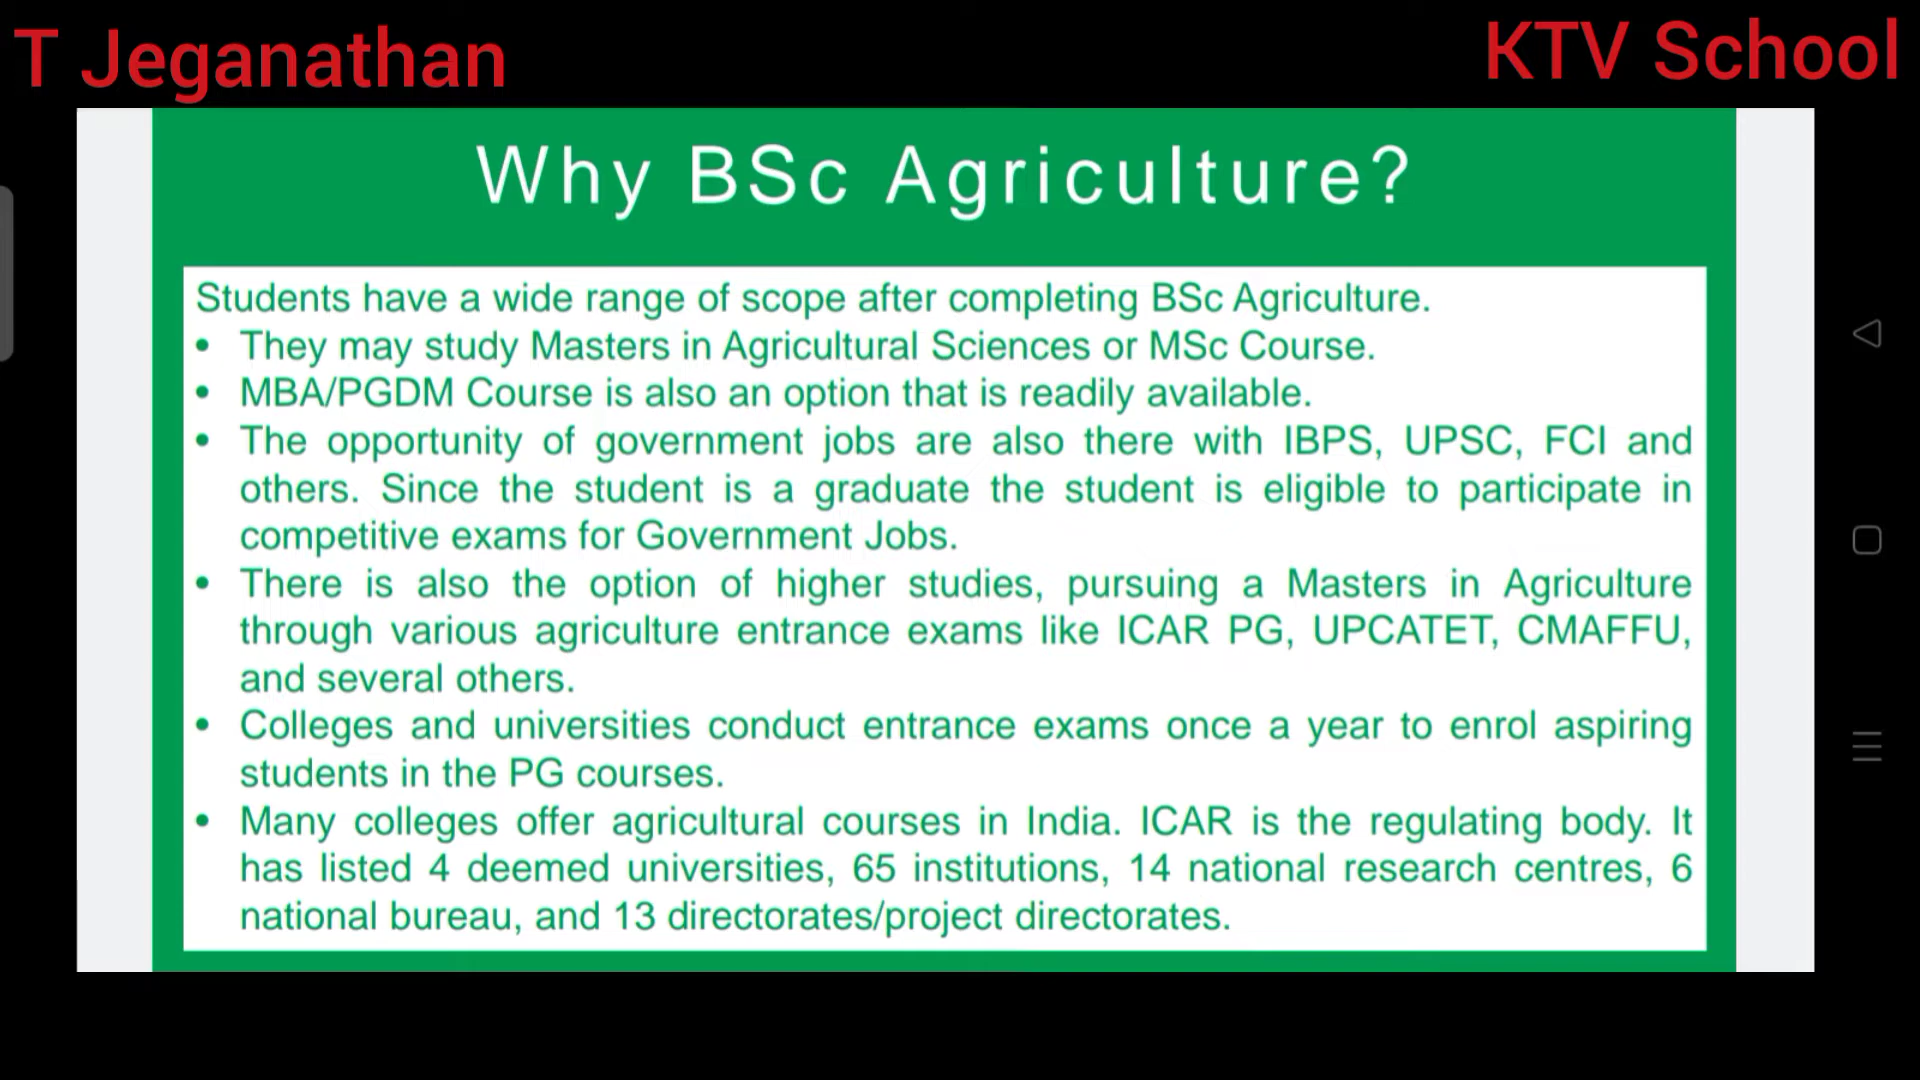 T Jeganathan
KTV School
Why BSc Agriculture?
Students have a wide range of scope after completing BSc Agriculture.
• They may study Masters in Agricultural Sciences or MSc Course.
• MBA/PGDM Course is also an option that is readily available.
• The opportunity of government jobs are also there with IBPS, UPSC, FCI and
others. Since the student is a graduate the student is eligible to participate in
competitive exams for Government Jobs.
• There is also the option of higher studies, pursuing a Masters in Agriculture
through various agriculture entrance exams like ICAR PG, UPCATET, CMAFFU,
and several others.
• Colleges and universities conduct entrance exams once a year to enrol aspiring
students in the PG courses.
• Many colleges offer agricultural courses in India. ICAR is the regulating body. It
has listed 4 deemed universities, 65 institutions, 14 national research centres, 6
national bureau, and 13 directorates/project directorates.